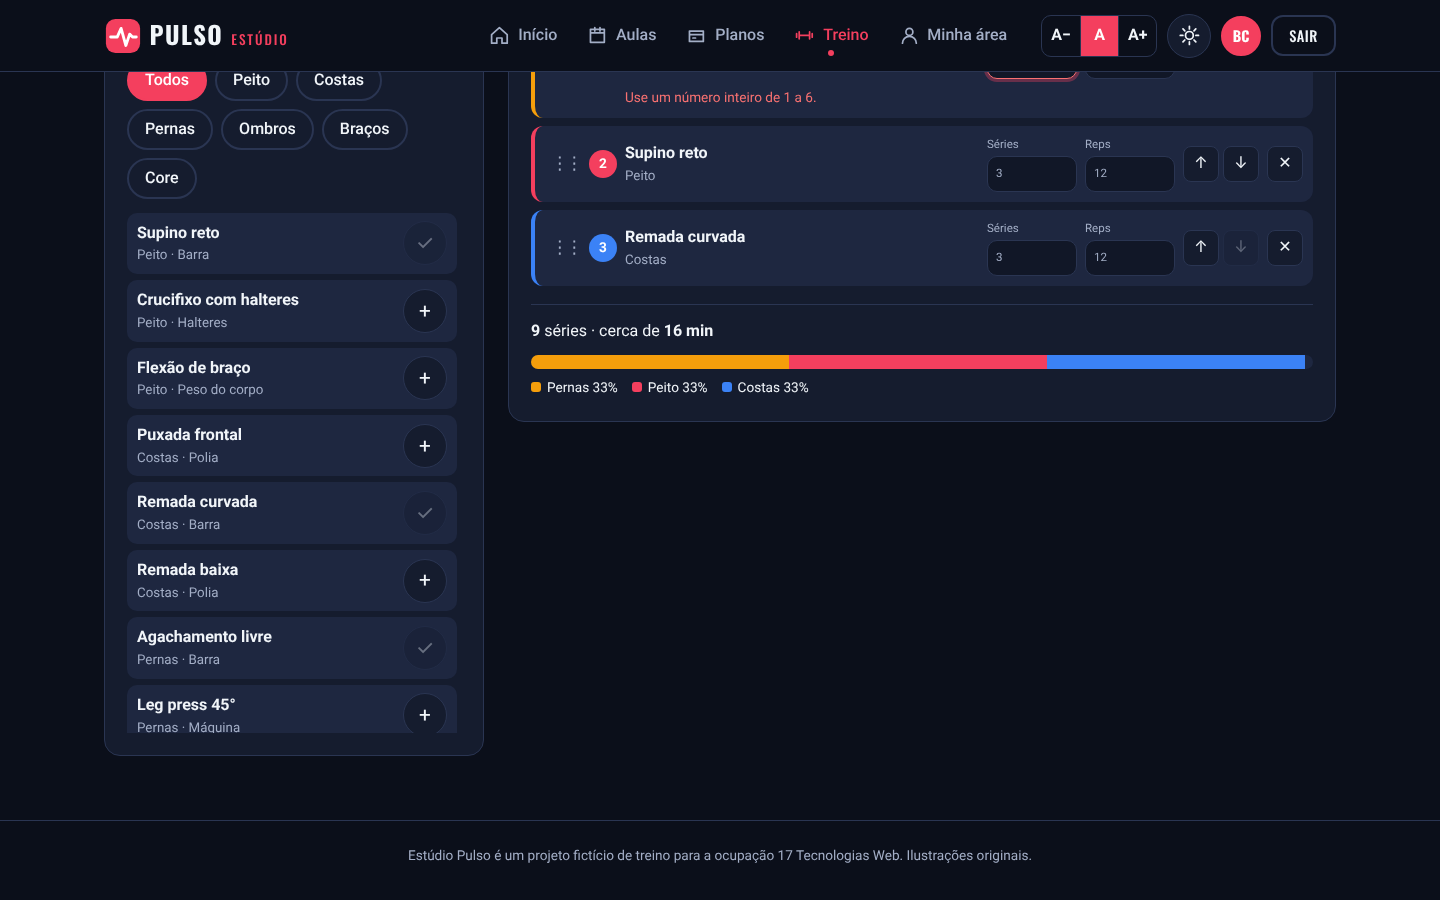 PULSO ESTÚDIO
Início
Aulas
Planos
Treino
Minha área
A−
A
A+
BC
SAIR
Todos
Peito
Costas
Pernas
Ombros
Braços
Core
Supino reto
Peito · Barra
Crucifixo com halteres
Peito · Halteres
Flexão de braço
Peito · Peso do corpo
Puxada frontal
Costas · Polia
Remada curvada
Costas · Barra
Remada baixa
Costas · Polia
Agachamento livre
Pernas · Barra
Leg press 45°
Pernas · Máquina
Use um número inteiro de 1 a 6.
2
Supino reto
Peito
Séries
3
Reps
12
3
Remada curvada
Costas
Séries
3
Reps
12
9 séries · cerca de 16 min
Pernas 33%
Peito 33%
Costas 33%
Estúdio Pulso é um projeto fictício de treino para a ocupação 17 Tecnologias Web. Ilustrações originais.